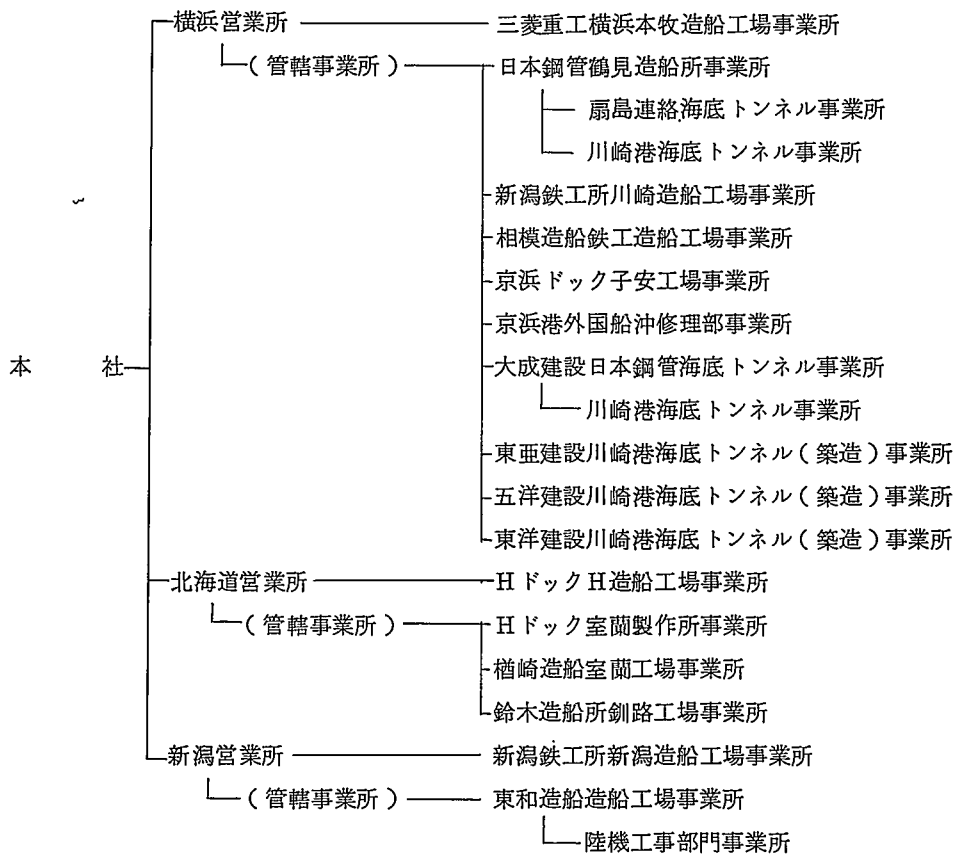 横浜営業所 三菱重工横浜本牧造船工場事業所
(管轄事業所) 日本鋼管鶴見造船所事業所
扇島連絡海底トンネル事業所
川崎港海底トンネル事業所
新潟鉄工所川崎造船工場事業所
相模造船鉄工造船工場事業所
京浜ドック子安工場事業所
京浜港外国船沖修理部事業所
本 社 大成建設日本鋼管海底トンネル事業所
川崎港海底トンネル事業所
東亜建設川崎港海底トンネル(築造)事業所
五洋建設川崎港海底トンネル(築造)事業所
東洋建設川崎港海底トンネル(築造)事業所
北海道営業所 HドックH造船工場事業所
(管轄事業所) Hドック室蘭製作所事業所
楢崎造船室蘭工場事業所
鈴木造船所釧路工場事業所
新潟営業所 新潟鉄工所新潟造船工場事業所
(管轄事業所) 東和造船造船工場事業所
陸機工事部門事業所